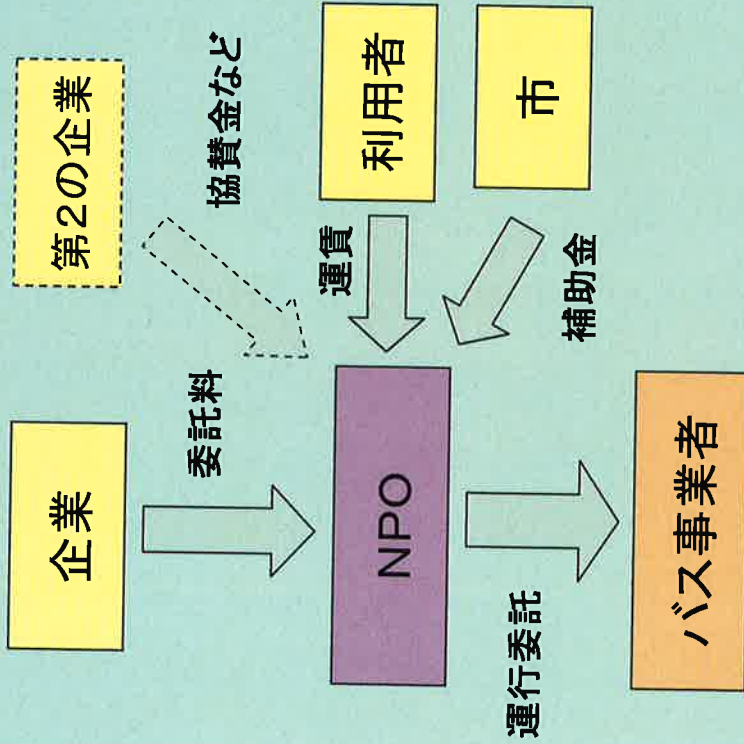 企業
第2の企業
委託料
協賛金など
NPO
運賃
利用者
補助金
市
運行委託
バス事業者